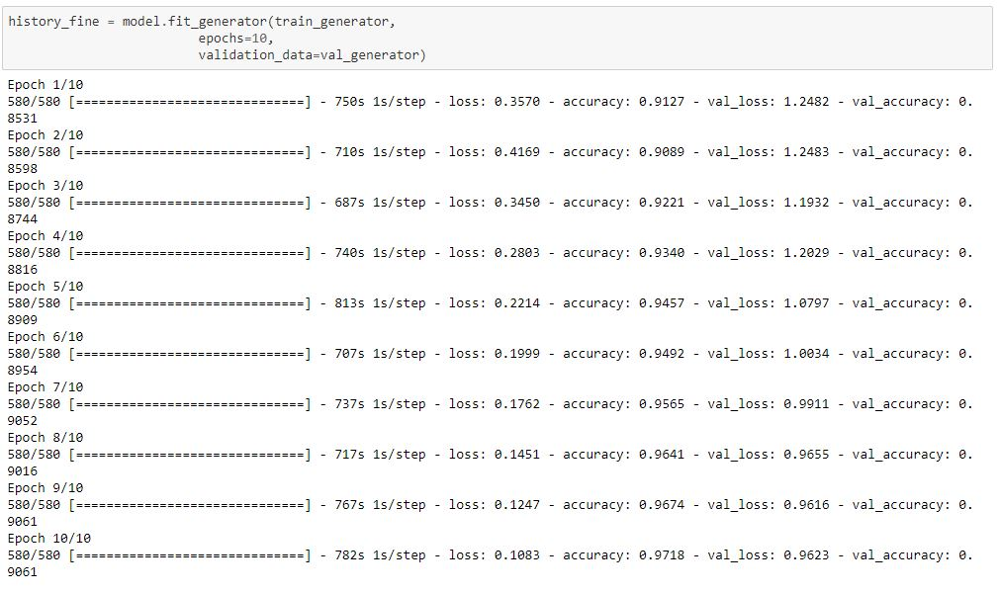 history_fine = model.fit_generator(train_generator,
                         epochs=10,
                         validation_data=val_generator)
Epoch 1/10
580/580 [==============================] - 750s 1s/step - loss: 0.3570 - accuracy: 0.9127 - val_loss: 1.2482 - val_accuracy: 0.
8531
Epoch 2/10
580/580 [==============================] - 710s 1s/step - loss: 0.4169 - accuracy: 0.9089 - val_loss: 1.2483 - val_accuracy: 0.
8598
Epoch 3/10
580/580 [==============================] - 687s 1s/step - loss: 0.3450 - accuracy: 0.9221 - val_loss: 1.1932 - val_accuracy: 0.
8744
Epoch 4/10
580/580 [==============================] - 740s 1s/step - loss: 0.2803 - accuracy: 0.9340 - val_loss: 1.2029 - val_accuracy: 0.
8816
Epoch 5/10
580/580 [==============================] - 813s 1s/step - loss: 0.2214 - accuracy: 0.9457 - val_loss: 1.0797 - val_accuracy: 0.
8909
Epoch 6/10
580/580 [==============================] - 707s 1s/step - loss: 0.1999 - accuracy: 0.9492 - val_loss: 1.0034 - val_accuracy: 0.
8954
Epoch 7/10
580/580 [==============================] - 737s 1s/step - loss: 0.1762 - accuracy: 0.9565 - val_loss: 0.9911 - val_accuracy: 0.
9052
Epoch 8/10
580/580 [==============================] - 717s 1s/step - loss: 0.1451 - accuracy: 0.9641 - val_loss: 0.9655 - val_accuracy: 0.
9016
Epoch 9/10
580/580 [==============================] - 767s 1s/step - loss: 0.1247 - accuracy: 0.9674 - val_loss: 0.9616 - val_accuracy: 0.
9061
Epoch 10/10
580/580 [==============================] - 782s 1s/step - loss: 0.1083 - accuracy: 0.9718 - val_loss: 0.9623 - val_accuracy: 0.
9061